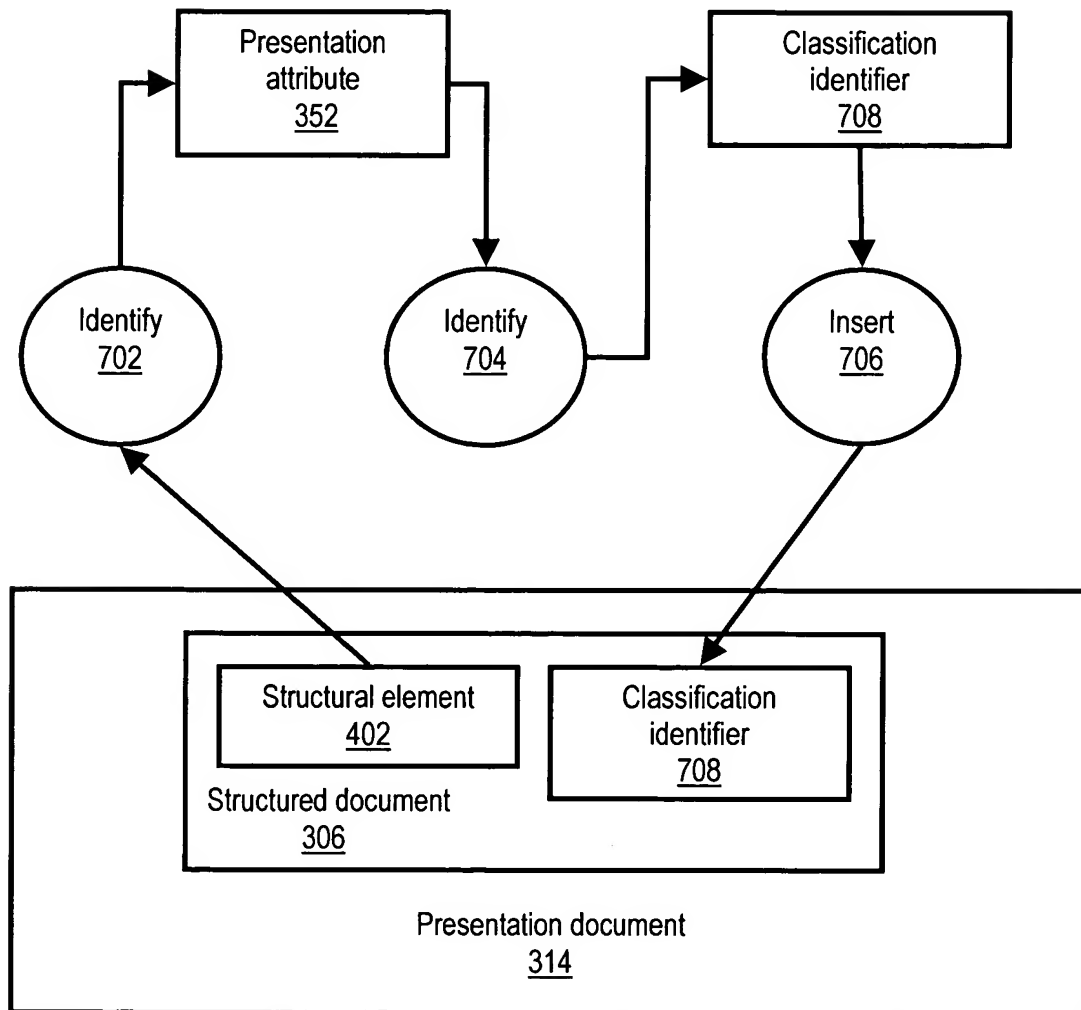 Presentation
attribute
352
Classification
identifier
708
Identify
702
Identify
704
Insert
706
Structural element
402
Classification
identifier
708
Structured document
306
Presentation document
314